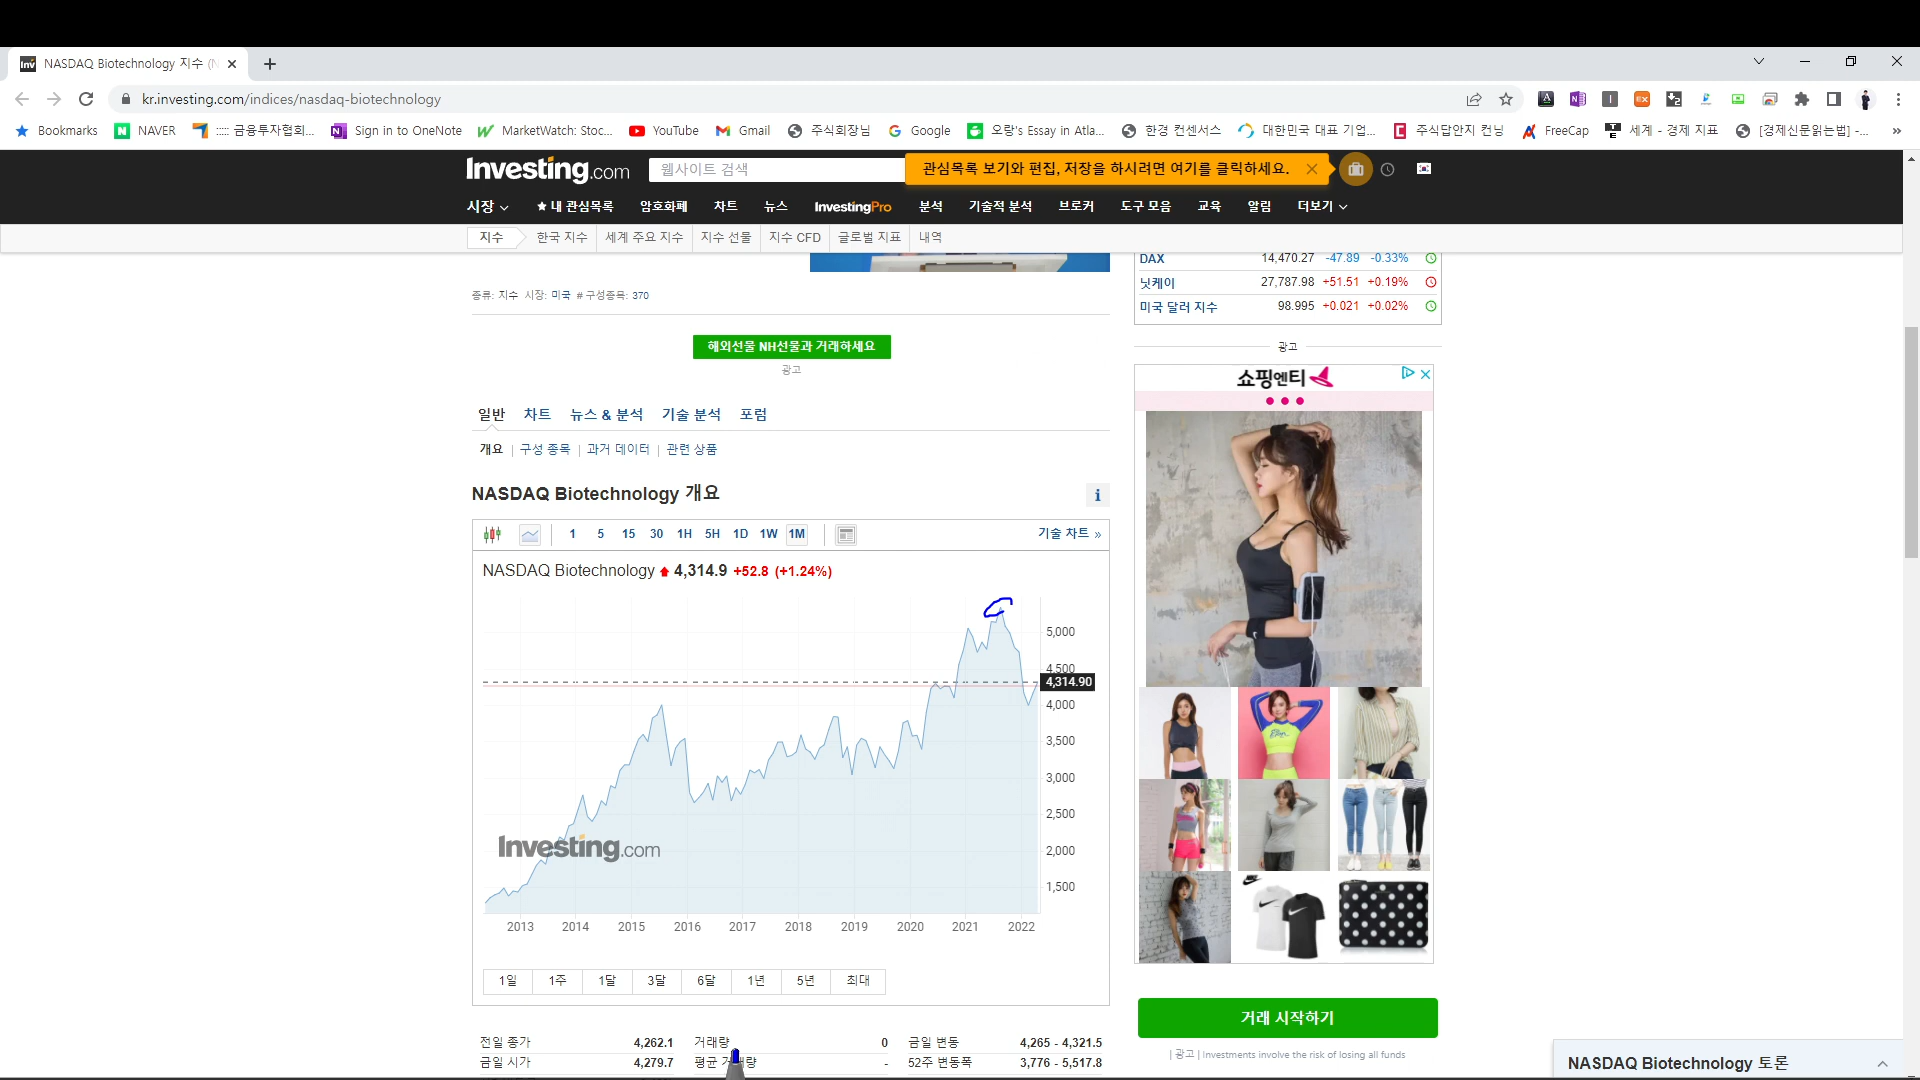 NASDAQ Biotechnology 지수 (N
kr.investing.com/indices/nasdaq-biotechnology
Bookmarks
NAVER
::::: 금융투자협회...
Sign in to OneNote
MarketWatch: Stoc...
YouTube
Gmail
주식회장님
Google
오랑's Essay in Atla...
한경 컨센서스
대한민국 대표 기업...
주식답안지 컨닝
FreeCap
세계 - 경제 지표
[경제신문읽는법] -...
Investing.com
웹사이트 검색
관심목록 보기와 편집, 저장을 하시려면 여기를 클릭하세요.
시장
내 관심목록
암호화폐
차트
뉴스
InvestingPro
분석
기술적 분석
브로커
도구 모음
교육
알림
더보기
지수
한국 지수
세계 주요 지수
지수 선물
지수 CFD
글로벌 지표
내역
DAX 14,470.27 -47.89 -0.33%
닛케이 27,787.98 +51.51 +0.19%
미국 달러 지수 98.995 +0.021 +0.02%
종류: 지수 시장: 미국 # 구성종목: 370
해외선물 NH선물과 거래하세요
광고
광고
쇼핑엔티
일반
차트
뉴스 & 분석
기술 분석
포럼
개요
구성 종목
과거 데이터
관련 상품
NASDAQ Biotechnology 개요
i
1 5 15 30 1H 5H 1D 1W 1M
기술 차트 »
NASDAQ Biotechnology 4,314.9 +52.8 (+1.24%)
5,000
4,500
4,314.90
4,000
3,500
3,000
2,500
2,000
1,500
Investing.com
2013 2014 2015 2016 2017 2018 2019 2020 2021 2022
1일 1주 1달 3달 6달 1년 5년 최대
거래 시작하기
| 광고 | Investments involve the risk of losing all funds
전일 종가 4,262.1
거래량 0
금일 변동 4,265 - 4,321.5
금일 시가 4,279.7
평균 거래량 -
52주 변동폭 3,776 - 5,517.8
NASDAQ Biotechnology 토론